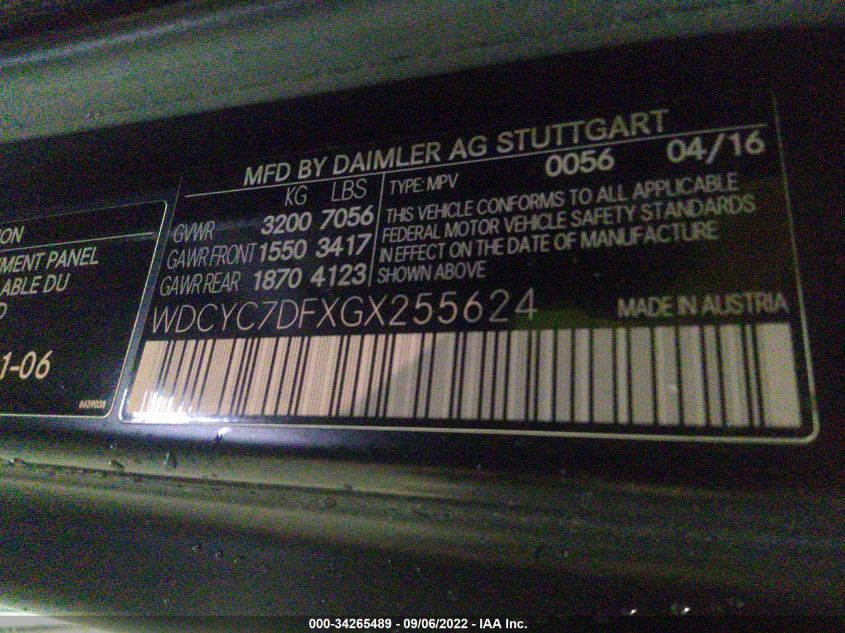 ION
MENT PANEL
ABLE DU
1-06
6639038
MFD BY DAIMLER AG STUTTGART
KG LBS
GVWR 3200 7056
GAWR FRONT 1550 3417
GAWR REAR 1870 4123
TYPE: MPV 0056 04/16
THIS VEHICLE CONFORMS TO ALL APPLICABLE
FEDERAL MOTOR VEHICLE SAFETY STANDARDS
IN EFFECT ON THE DATE OF MANUFACTURE
SHOWN ABOVE
WDCYC7DFXGX255624 MADE IN AUSTRIA
000-34265489 - 09/06/2022 - IAA Inc.